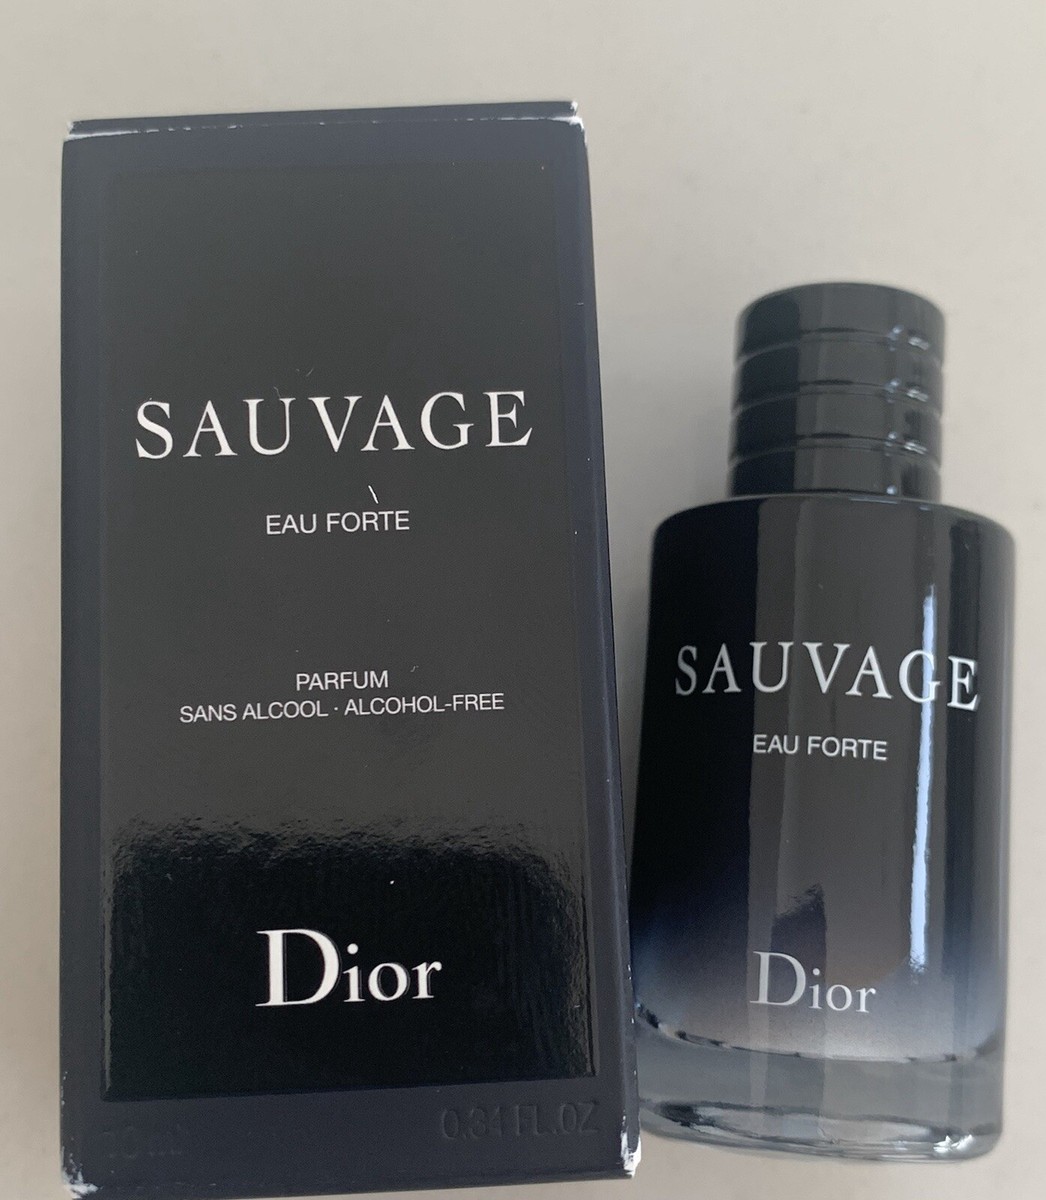 SAUVAGE
EAU FORTE
PARFUM
SANS ALCOOL · ALCOHOL-FREE
Dior
0.34 FL.OZ
SAUVAGE
EAU FORTE
Dior